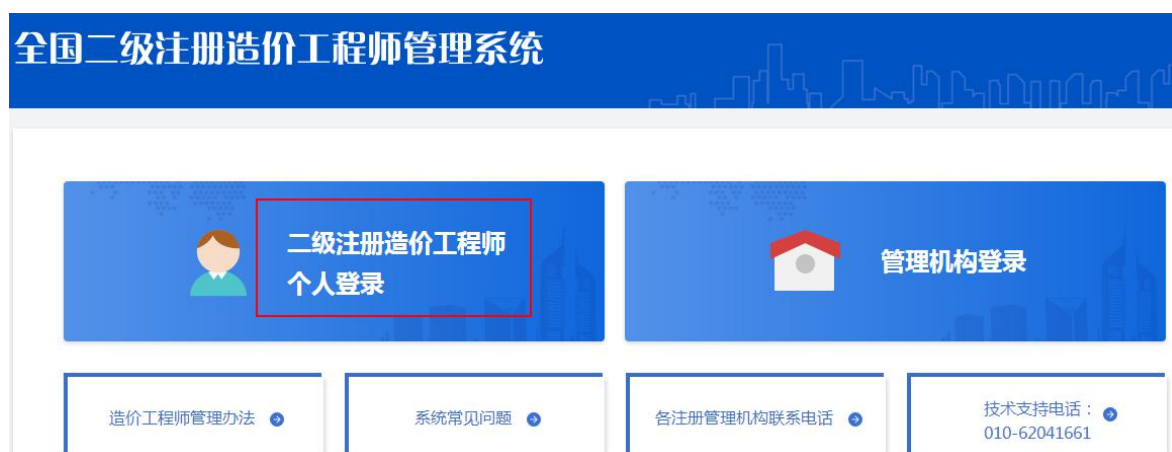 全国二级注册造价工程师管理系统
二级注册造价工程师
个人登录
管理机构登录
造价工程师管理办法
系统常见问题
各注册管理机构联系电话
技术支持电话：
010-62041661